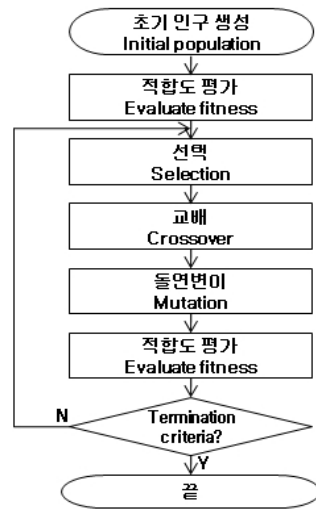 초기 인구 생성
Initial population
적합도 평가
Evaluate fitness
선택
Selection
교배
Crossover
돌연변이
Mutation
적합도 평가
Evaluate fitness
N
Termination
criteria?
Y
끝